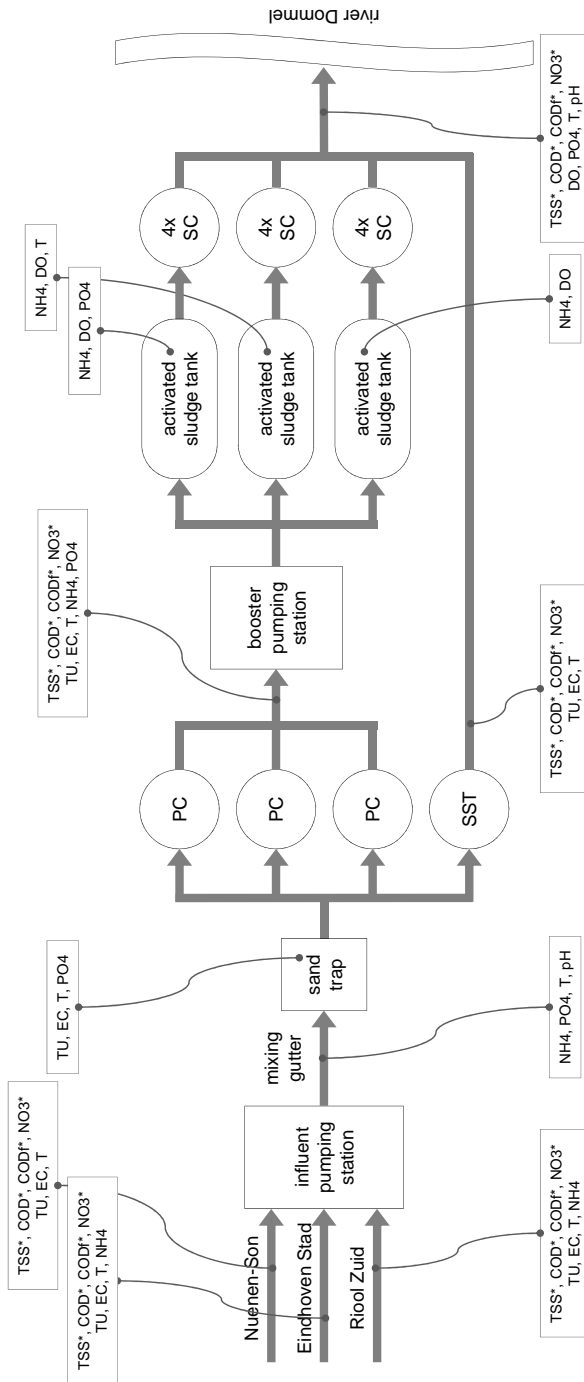 TSS*, COD*, CODf*, NO3*
TU, EC, T
TSS*, COD*, CODf*, NO3*
TU, EC, T, NH4
Nuenen-Son
Eindhoven Stad
Riool Zuid
TSS*, COD*, CODf*, NO3*
TU, EC, T, NH4
influent
pumping
station
mixing
gutter
NH4, PO4, T, pH
TU, EC, T, PO4
sand
trap
PC
PC
PC
SST
TSS*, COD*, CODf*, NO3*
TU, EC, T, NH4, PO4
TSS*, COD*, CODf*, NO3*
TU, EC, T
booster
pumping
station
NH4, DO, T
NH4, DO, PO4
activated
sludge tank
activated
sludge tank
activated
sludge tank
NH4, DO
4x
SC
4x
SC
4x
SC
TSS*, COD*, CODf*, NO3*
DO, PO4, T, pH
river Dommel